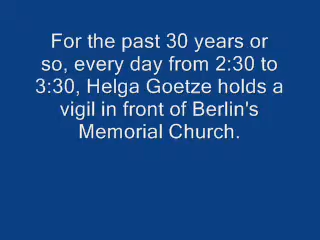 For the past 30 years or
so, every day from 2:30 to
3:30, Helga Goetze holds a
vigil in front of Berlin's
Memorial Church.